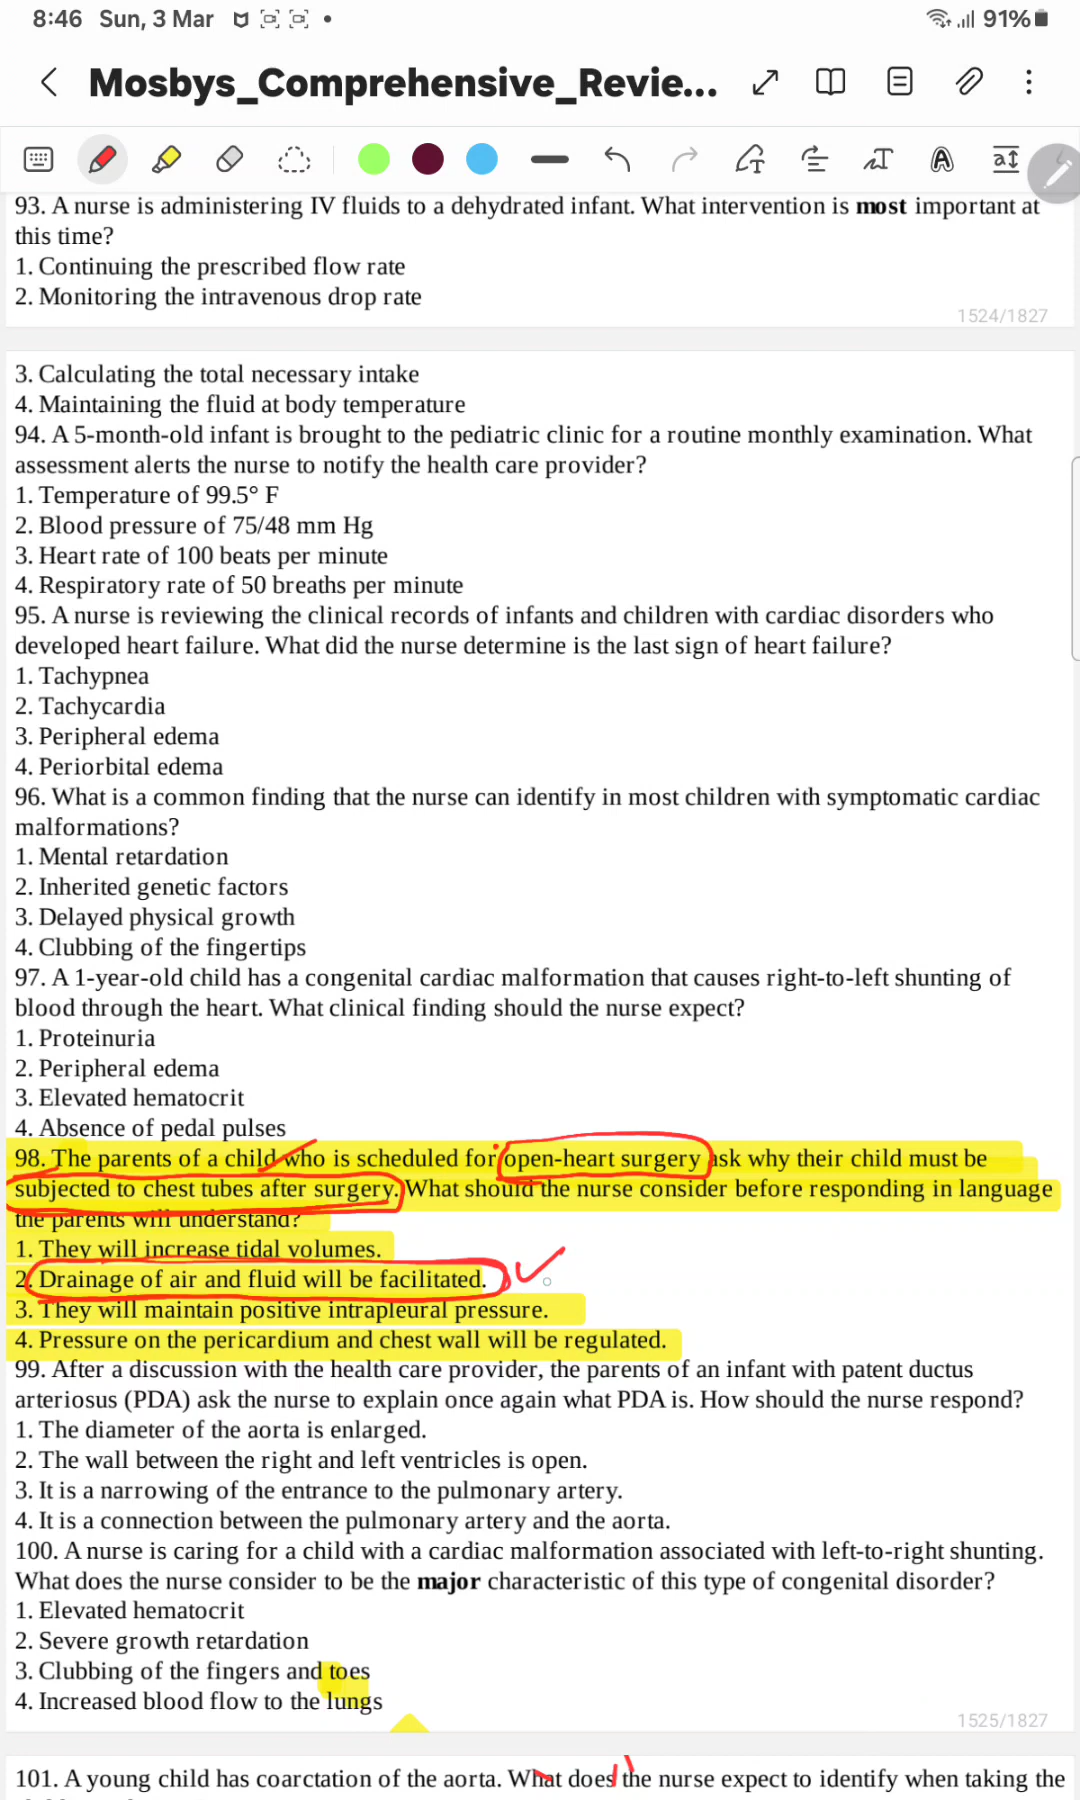 8:46 Sun, 3 Mar
91%
Mosbys_Comprehensive_Revie...
93. A nurse is administering IV fluids to a dehydrated infant. What intervention is most important at
this time?
1. Continuing the prescribed flow rate
2. Monitoring the intravenous drop rate
1524/1827
3. Calculating the total necessary intake
4. Maintaining the fluid at body temperature
94. A 5-month-old infant is brought to the pediatric clinic for a routine monthly examination. What
assessment alerts the nurse to notify the health care provider?
1. Temperature of 99.5° F
2. Blood pressure of 75/48 mm Hg
3. Heart rate of 100 beats per minute
4. Respiratory rate of 50 breaths per minute
95. A nurse is reviewing the clinical records of infants and children with cardiac disorders who
developed heart failure. What did the nurse determine is the last sign of heart failure?
1. Tachypnea
2. Tachycardia
3. Peripheral edema
4. Periorbital edema
96. What is a common finding that the nurse can identify in most children with symptomatic cardiac
malformations?
1. Mental retardation
2. Inherited genetic factors
3. Delayed physical growth
4. Clubbing of the fingertips
97. A 1-year-old child has a congenital cardiac malformation that causes right-to-left shunting of
blood through the heart. What clinical finding should the nurse expect?
1. Proteinuria
2. Peripheral edema
3. Elevated hematocrit
4. Absence of pedal pulses
98. The parents of a child who is scheduled for open-heart surgery ask why their child must be
subjected to chest tubes after surgery. What should the nurse consider before responding in language
the parents will understand?
1. They will increase tidal volumes.
2. Drainage of air and fluid will be facilitated.
3. They will maintain positive intrapleural pressure.
4. Pressure on the pericardium and chest wall will be regulated.
99. After a discussion with the health care provider, the parents of an infant with patent ductus
arteriosus (PDA) ask the nurse to explain once again what PDA is. How should the nurse respond?
1. The diameter of the aorta is enlarged.
2. The wall between the right and left ventricles is open.
3. It is a narrowing of the entrance to the pulmonary artery.
4. It is a connection between the pulmonary artery and the aorta.
100. A nurse is caring for a child with a cardiac malformation associated with left-to-right shunting.
What does the nurse consider to be the major characteristic of this type of congenital disorder?
1. Elevated hematocrit
2. Severe growth retardation
3. Clubbing of the fingers and toes
4. Increased blood flow to the lungs
1525/1827
101. A young child has coarctation of the aorta. What does the nurse expect to identify when taking the